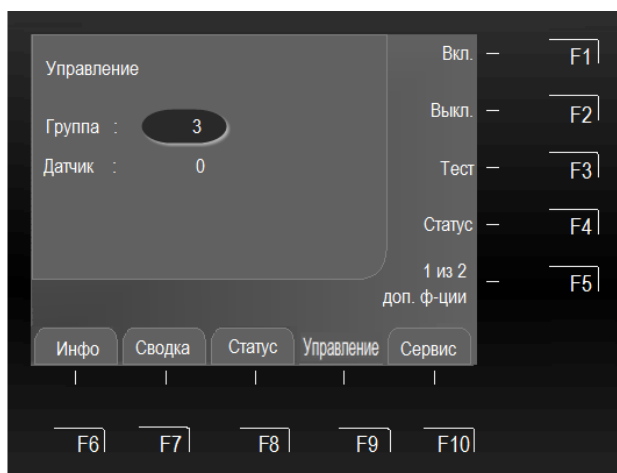 Управление
Группа : 3
Датчик : 0
Вкл. – F1
Выкл. – F2
Тест – F3
Статус – F4
1 из 2
доп. ф-ции – F5
Инфо Сводка Статус Управление Сервис
F6 F7 F8 F9 F10